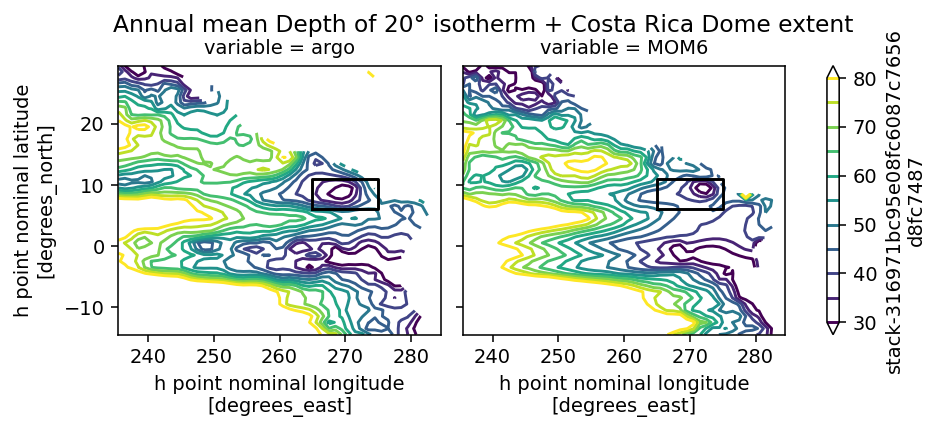 Annual mean Depth of 20° isotherm + Costa Rica Dome extent
variable = argo
variable = MOM6
h point nominal latitude
[degrees_north]
20
10
0
−10
240
250
260
270
280
h point nominal longitude
[degrees_east]
240
250
260
270
280
h point nominal longitude
[degrees_east]
80
70
60
50
40
30
stack-316971bc95e08fc6087c7656
d8fc7487